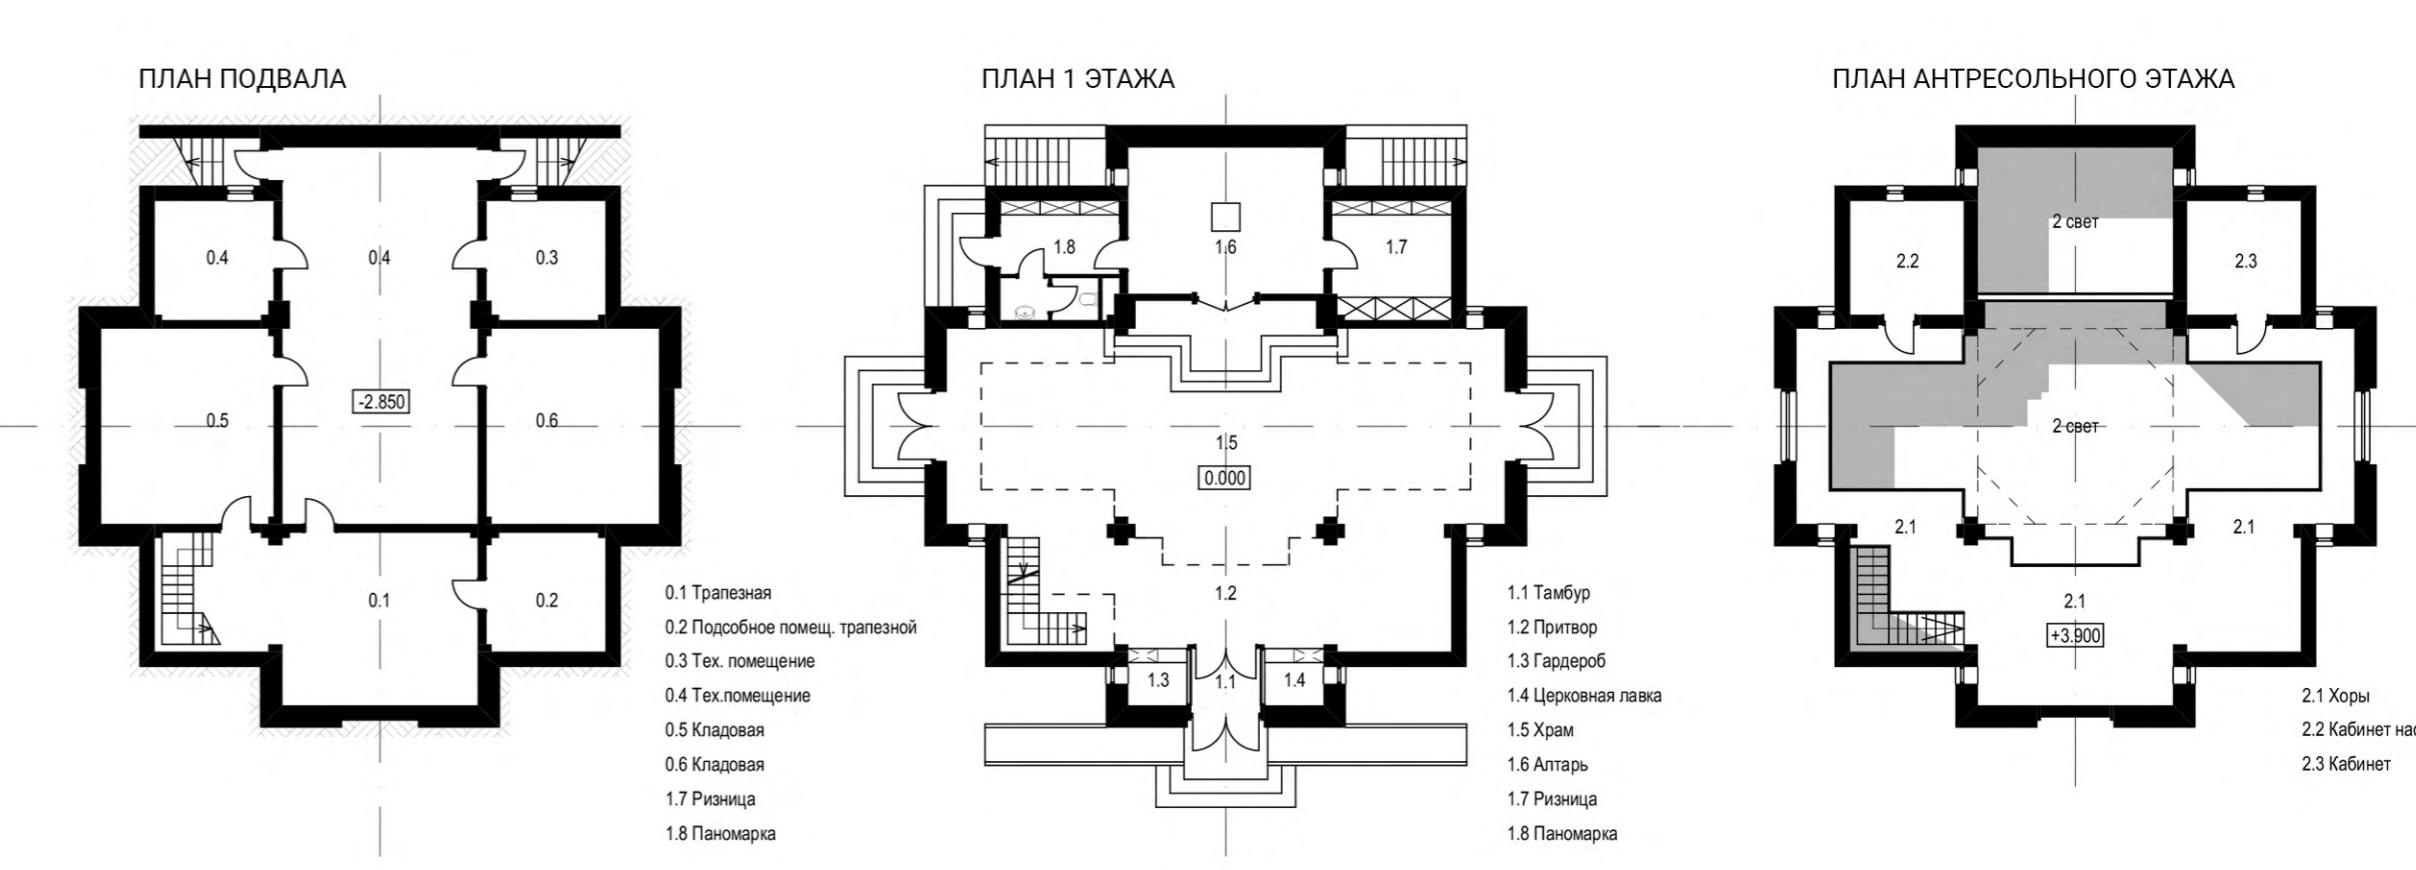 ПЛАН ПОДВАЛА
0.4
0.4
0.3
-2.850
0.5
0.6
0.1
0.2
0.1 Трапезная
0.2 Подсобное помещ. трапезной
0.3 Тех. помещение
0.4 Тех.помещение
0.5 Кладовая
0.6 Кладовая
1.7 Ризница
1.8 Паномарка
ПЛАН 1 ЭТАЖА
1.8
1.6
1.7
1.5
0.000
1.2
1.3
1.1
1.4
1.1 Тамбур
1.2 Притвор
1.3 Гардероб
1.4 Церковная лавка
1.5 Храм
1.6 Алтарь
1.7 Ризница
1.8 Паномарка
ПЛАН АНТРЕСОЛЬНОГО ЭТАЖА
2 свет
2.2
2.3
2 свет
2.1
2.1
2.1
+3.900
2.1 Хоры
2.2 Кабинет
2.3 Кабинет